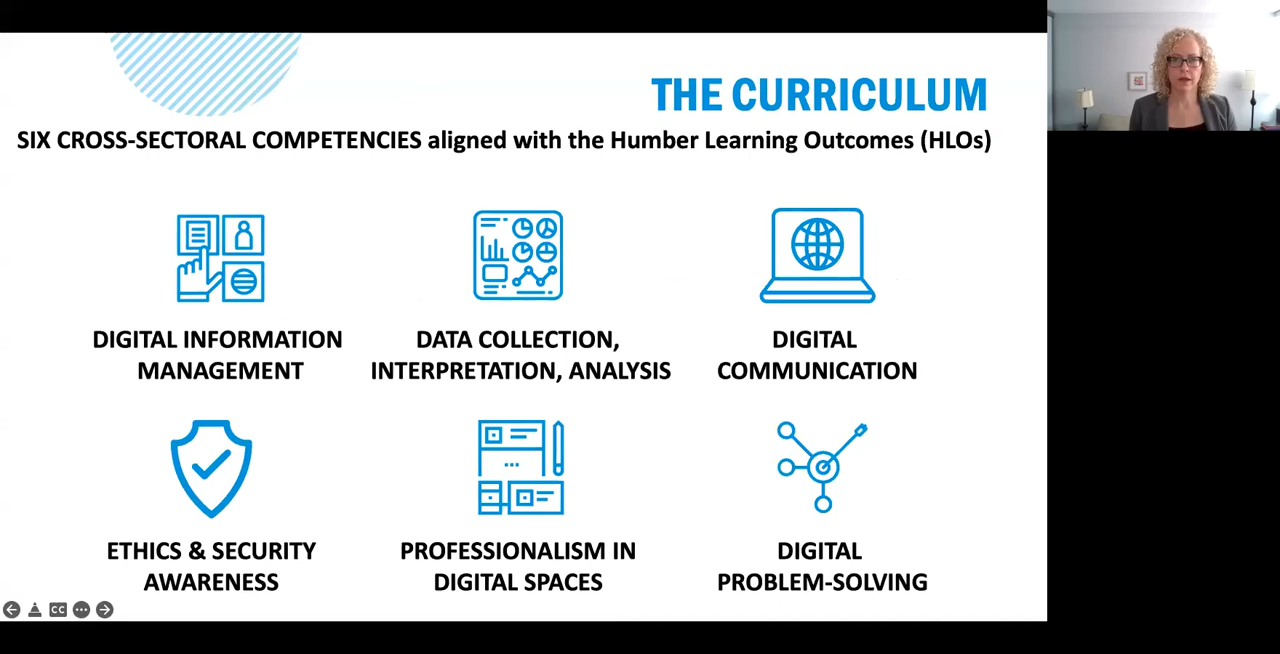 THE CURRICULUM
SIX CROSS-SECTORAL COMPETENCIES aligned with the Humber Learning Outcomes (HLOs)
DIGITAL INFORMATION
MANAGEMENT
DATA COLLECTION,
INTERPRETATION, ANALYSIS
DIGITAL
COMMUNICATION
ETHICS & SECURITY
AWARENESS
PROFESSIONALISM IN
DIGITAL SPACES
DIGITAL
PROBLEM-SOLVING
CC